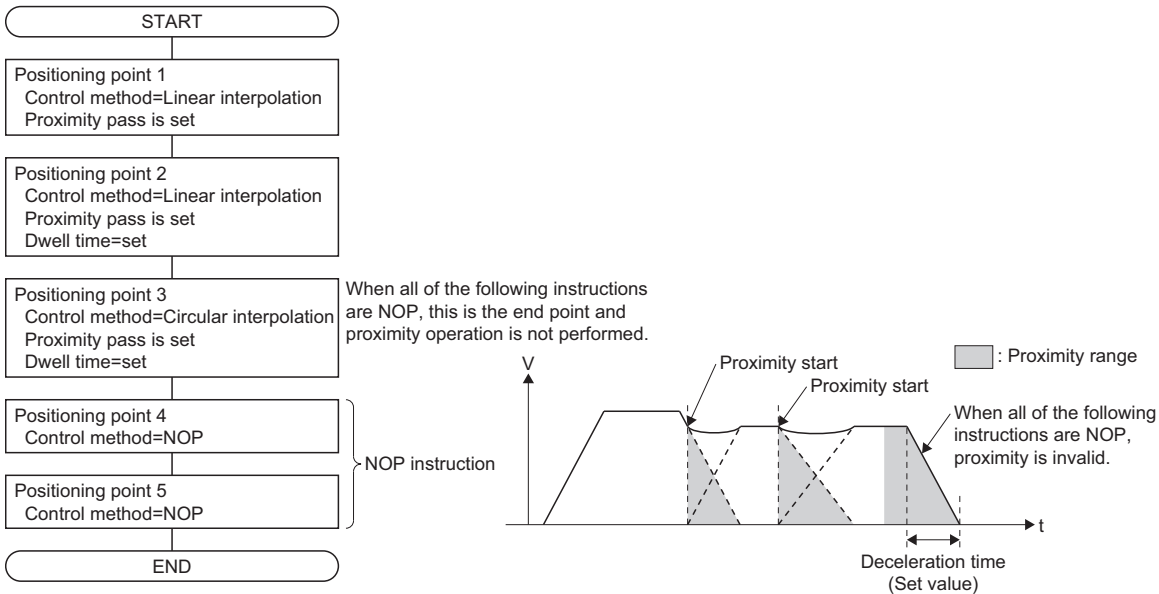 START
Positioning point 1
Control method=Linear interpolation
Proximity pass is set
Positioning point 2
Control method=Linear interpolation
Proximity pass is set
Dwell time=set
Positioning point 3
Control method=Circular interpolation
Proximity pass is set
Dwell time=set
When all of the following instructions
are NOP, this is the end point and
proximity operation is not performed.
Positioning point 4
Control method=NOP
Positioning point 5
Control method=NOP
NOP instruction
END
V
Proximity start
Proximity start
: Proximity range
When all of the following
instructions are NOP,
proximity is invalid.
t
Deceleration time
(Set value)